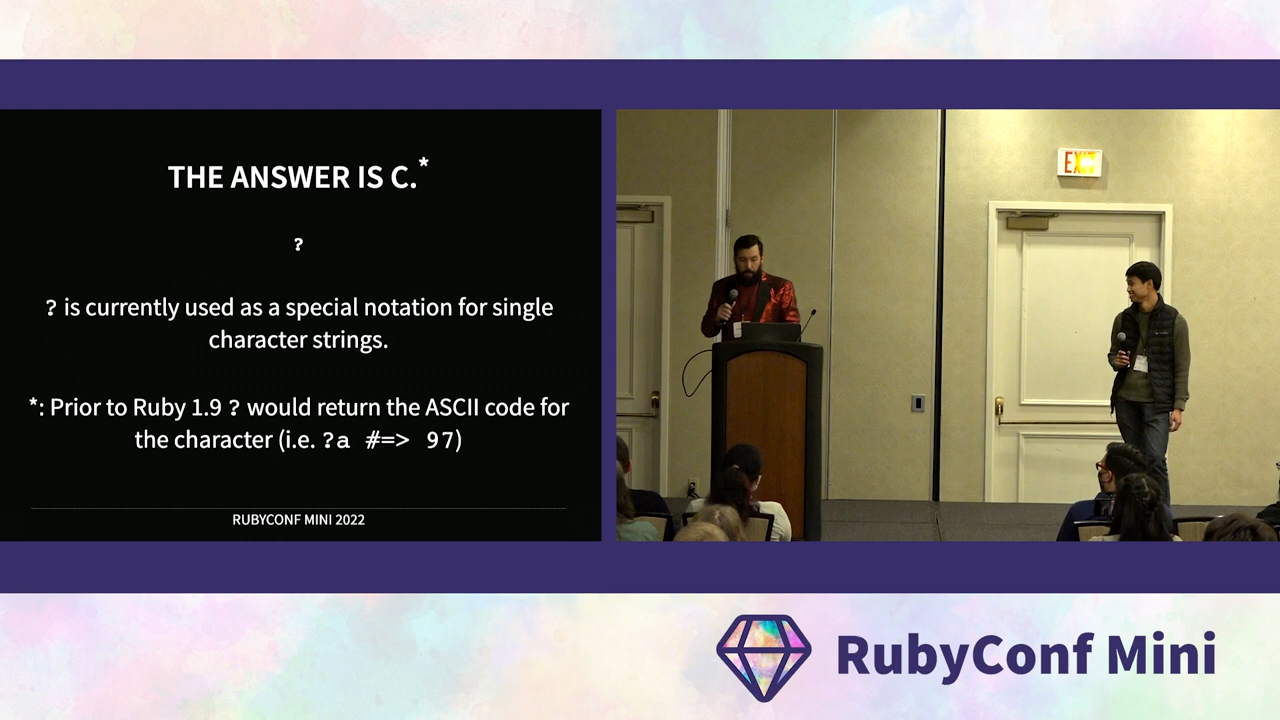 THE ANSWER IS C.*
?
? is currently used as a special notation for single
character strings.
*: Prior to Ruby 1.9 ? would return the ASCII code for
the character (i.e. ?a #=> 97)
RUBYCONF MINI 2022
EXIT
RubyConf Mini